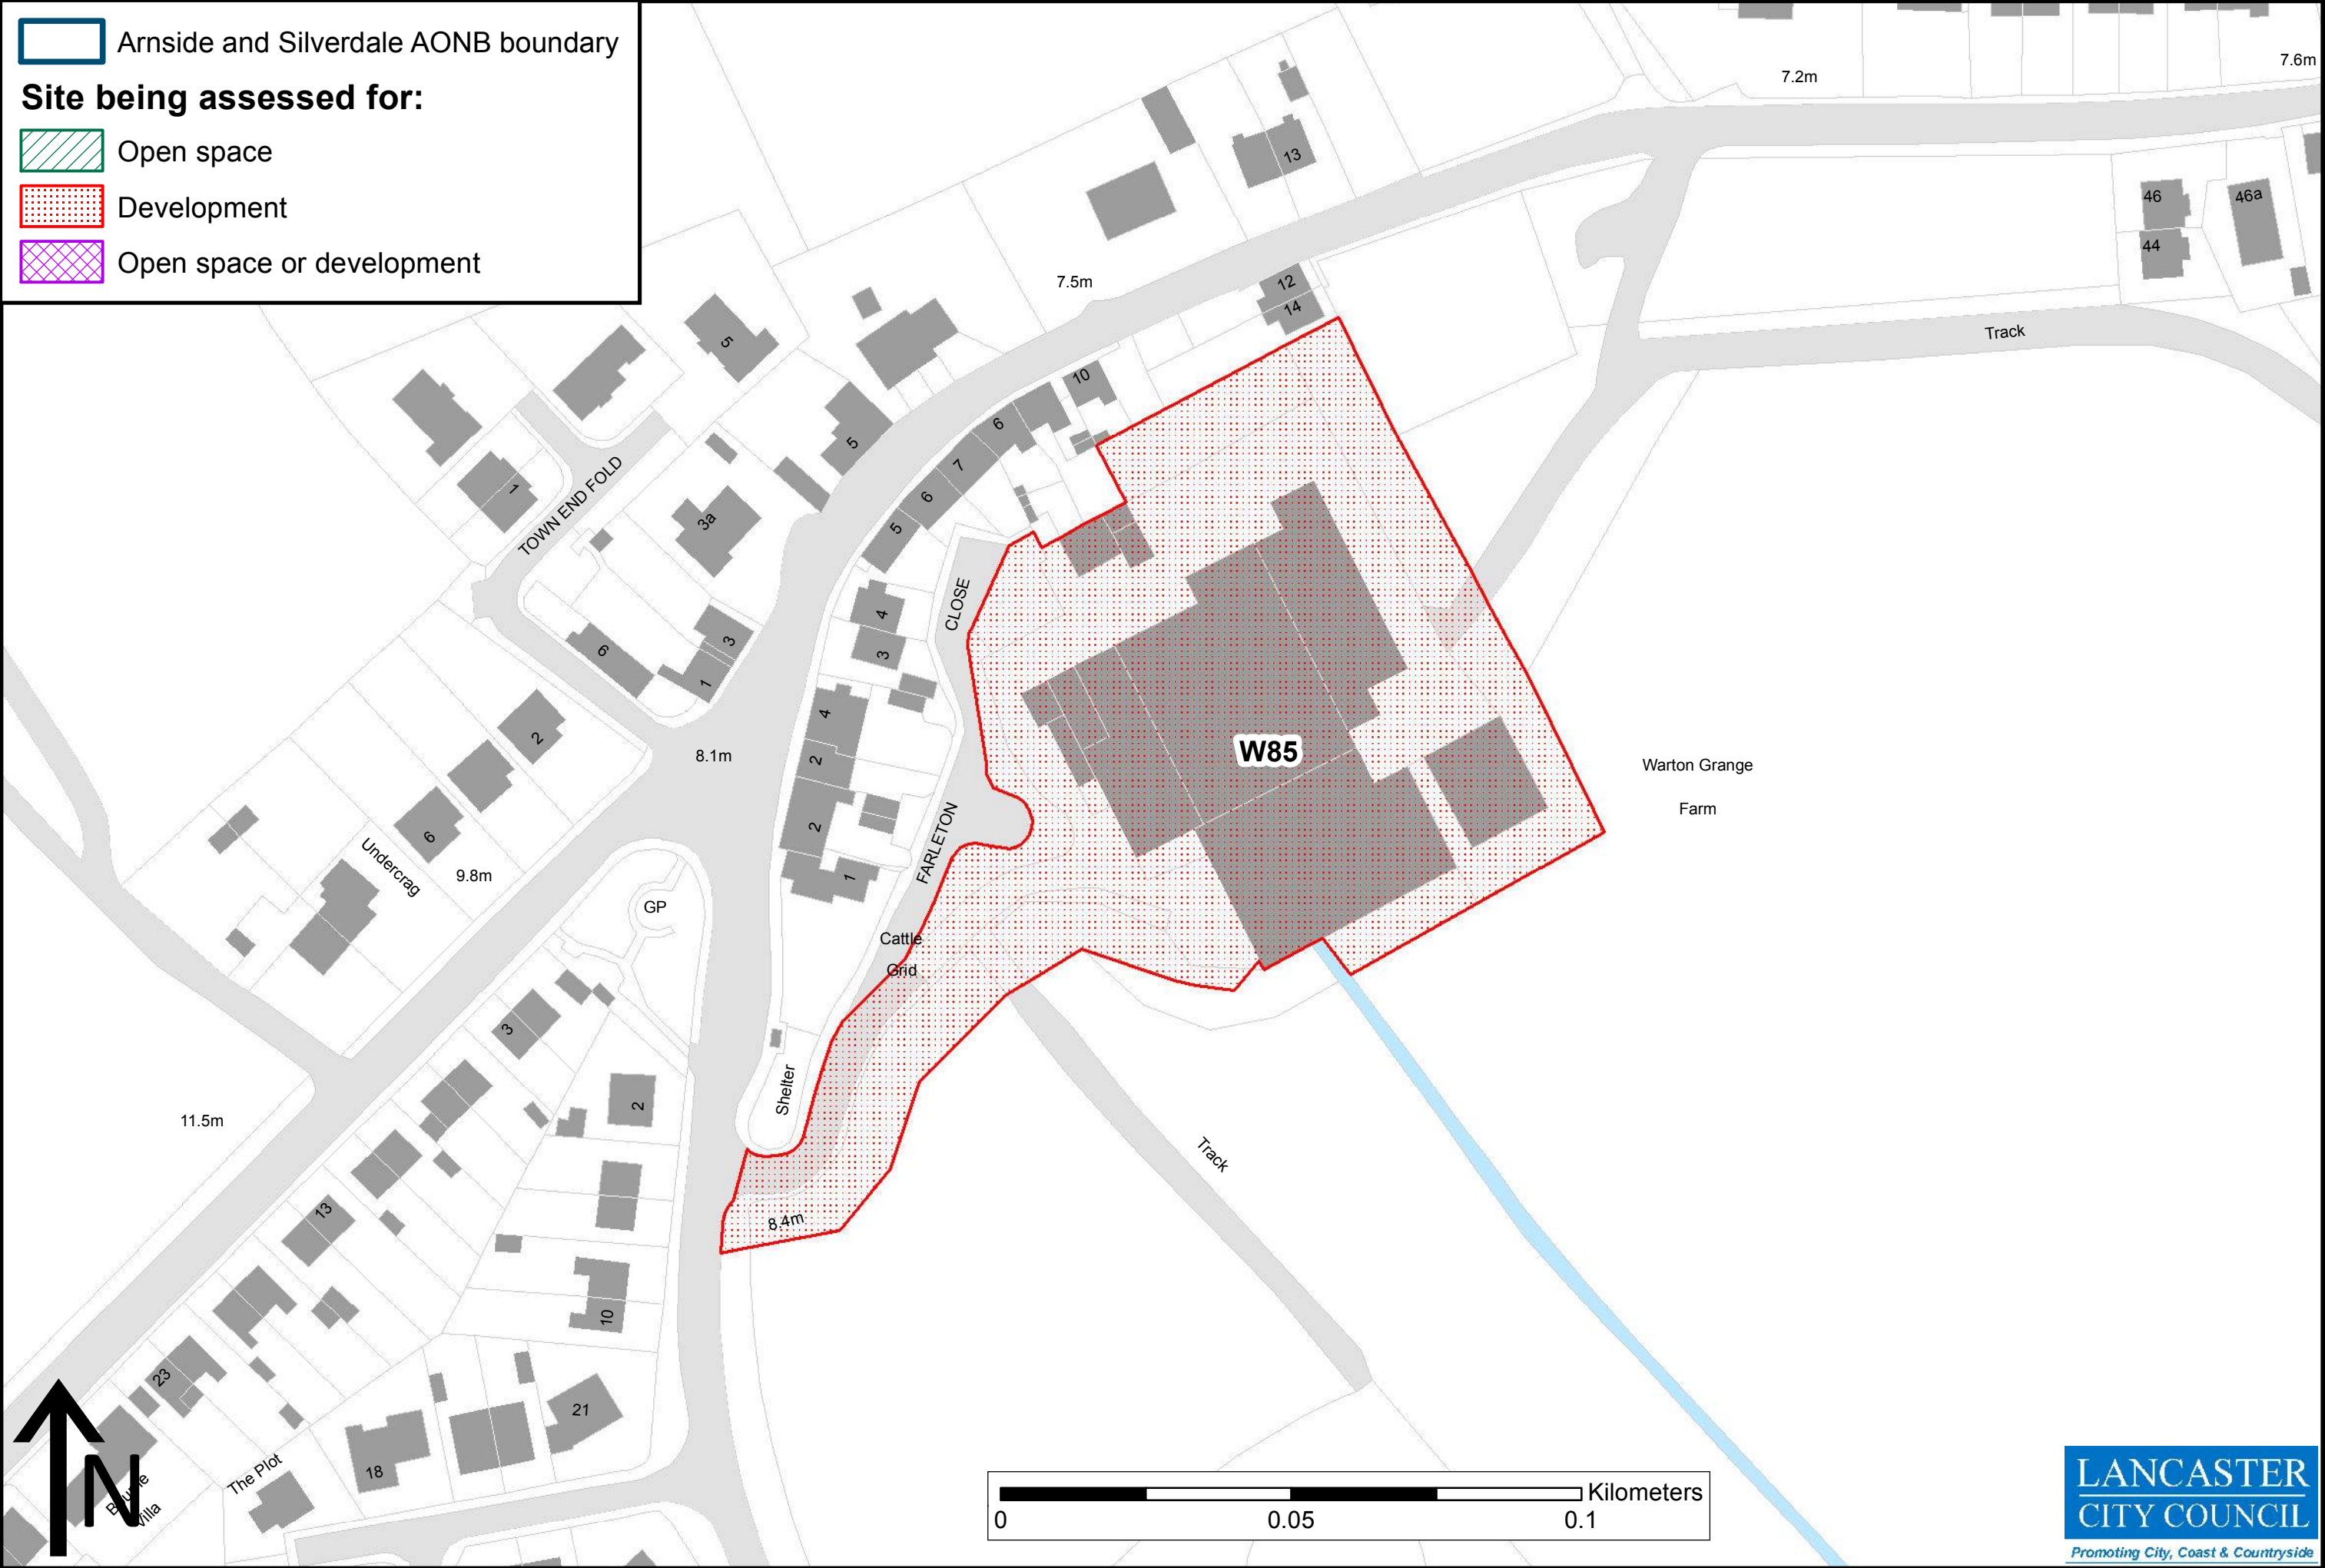 Arnside and Silverdale AONB boundary
Site being assessed for:
Open space
Development
Open space or development
7.2m
7.6m
13
46
46a
44
7.5m
12
14
Track
5
10
5
6
7
6
5
1
TOWN END FOLD
3a
CLOSE
4
3
6
3
1
4
2
2
8.1m
W85
Warton Grange
Farm
2
6
Undercrag
9.8m
FARLETON
1
GP
Cattle
Grid
3
Shelter
2
11.5m
Track
13
8.4m
10
23
21
18
The Plot
Villa
N
Kilometers
0
0.05
0.1
LANCASTER
CITY COUNCIL
Promoting City, Coast & Countryside